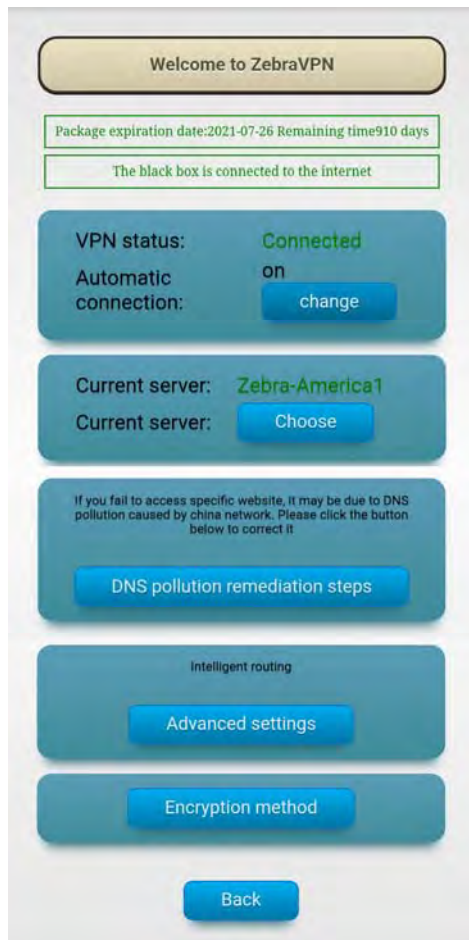 Welcome to ZebraVPN
Package expiration date:2021-07-26 Remaining time910 days
The black box is connected to the internet
VPN status: Connected
Automatic connection: on
change
Current server: Zebra-America1
Current server: Choose
If you fail to access specific website, it may be due to DNS
pollution caused by china network. Please click the button
below to correct it
DNS pollution remediation steps
Intelligent routing
Advanced settings
Encryption method
Back